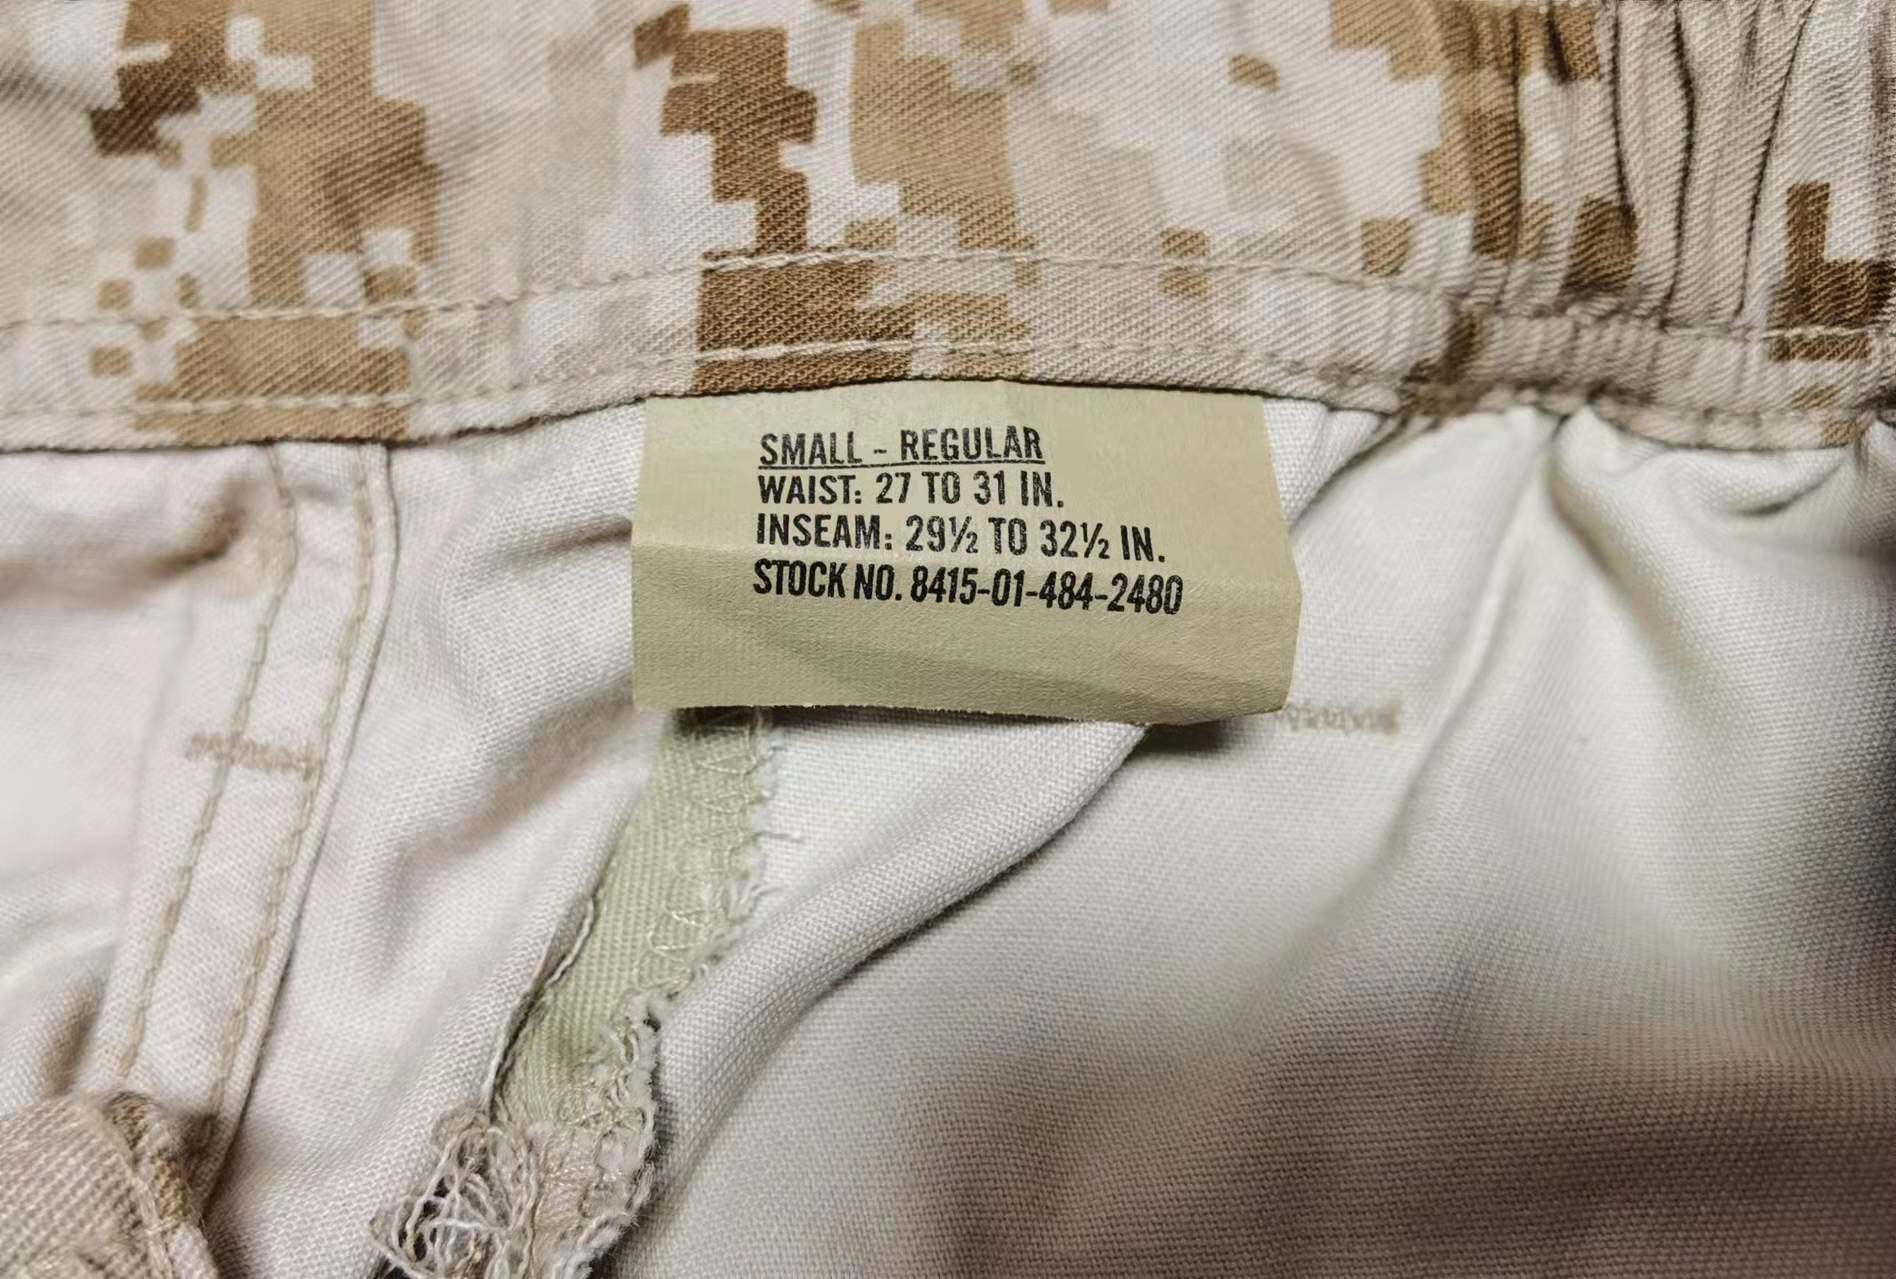 SMALL - REGULAR
WAIST: 27 TO 31 IN.
INSEAM: 29½ TO 32½ IN.
STOCK NO. 8415-01-484-2480